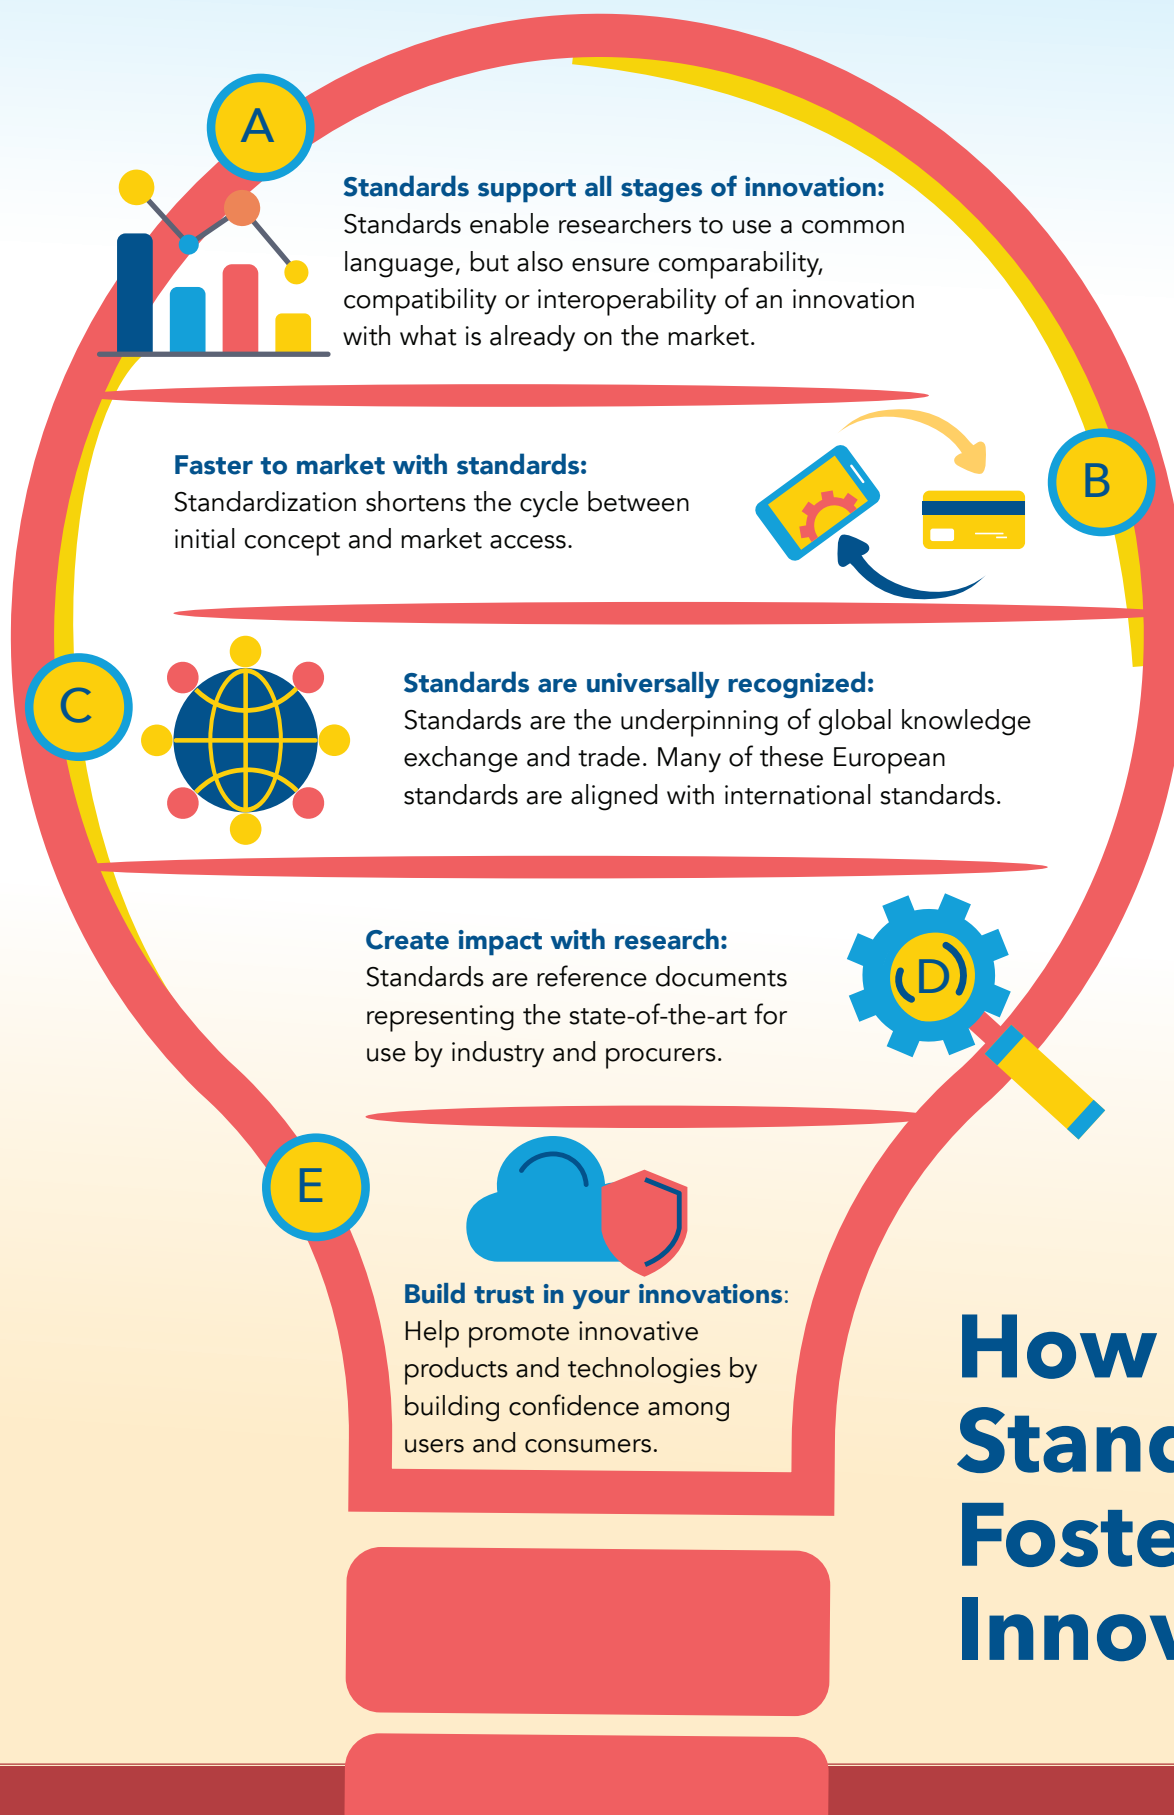 A
Standards support all stages of innovation:
Standards enable researchers to use a common
language, but also ensure comparability,
compatibility or interoperability of an innovation
with what is already on the market.
B
Faster to market with standards:
Standardization shortens the cycle between
initial concept and market access.
C
Standards are universally recognized:
Standards are the underpinning of global knowledge
exchange and trade. Many of these European
standards are aligned with international standards.
D
Create impact with research:
Standards are reference documents
representing the state-of-the-art for
use by industry and procurers.
E
Build trust in your innovations:
Help promote innovative
products and technologies by
building confidence among
users and consumers.
How